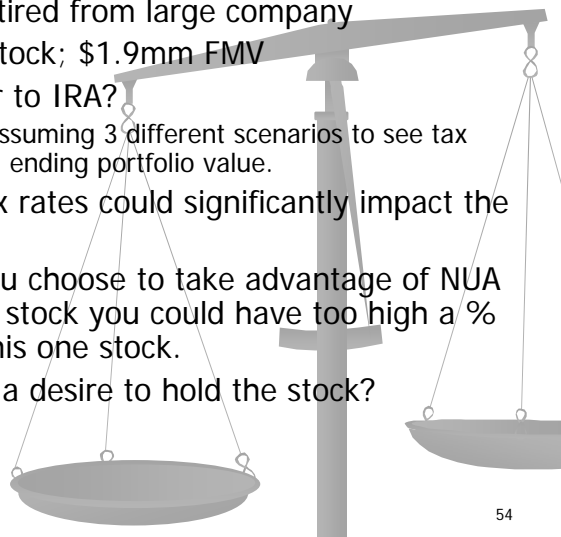 tired from large company
stock; $1.9mm FMV
r to IRA?
assuming 3 different scenarios to see tax
ending portfolio value.
x rates could significantly impact the
u choose to take advantage of NUA
stock you could have too high a %
his one stock.
a desire to hold the stock?
54